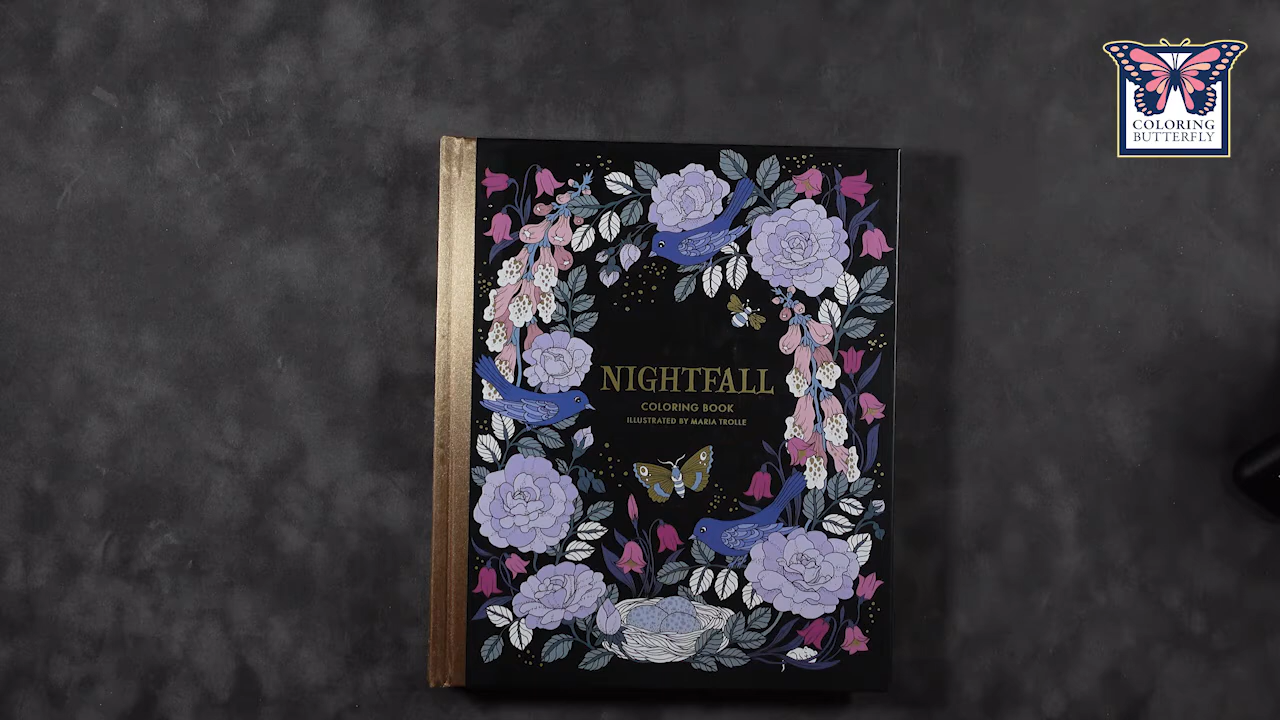 COLORING
BUTTERFLY
NIGHTFALL
COLORING BOOK
ILLUSTRATED BY MARIA TROLLE